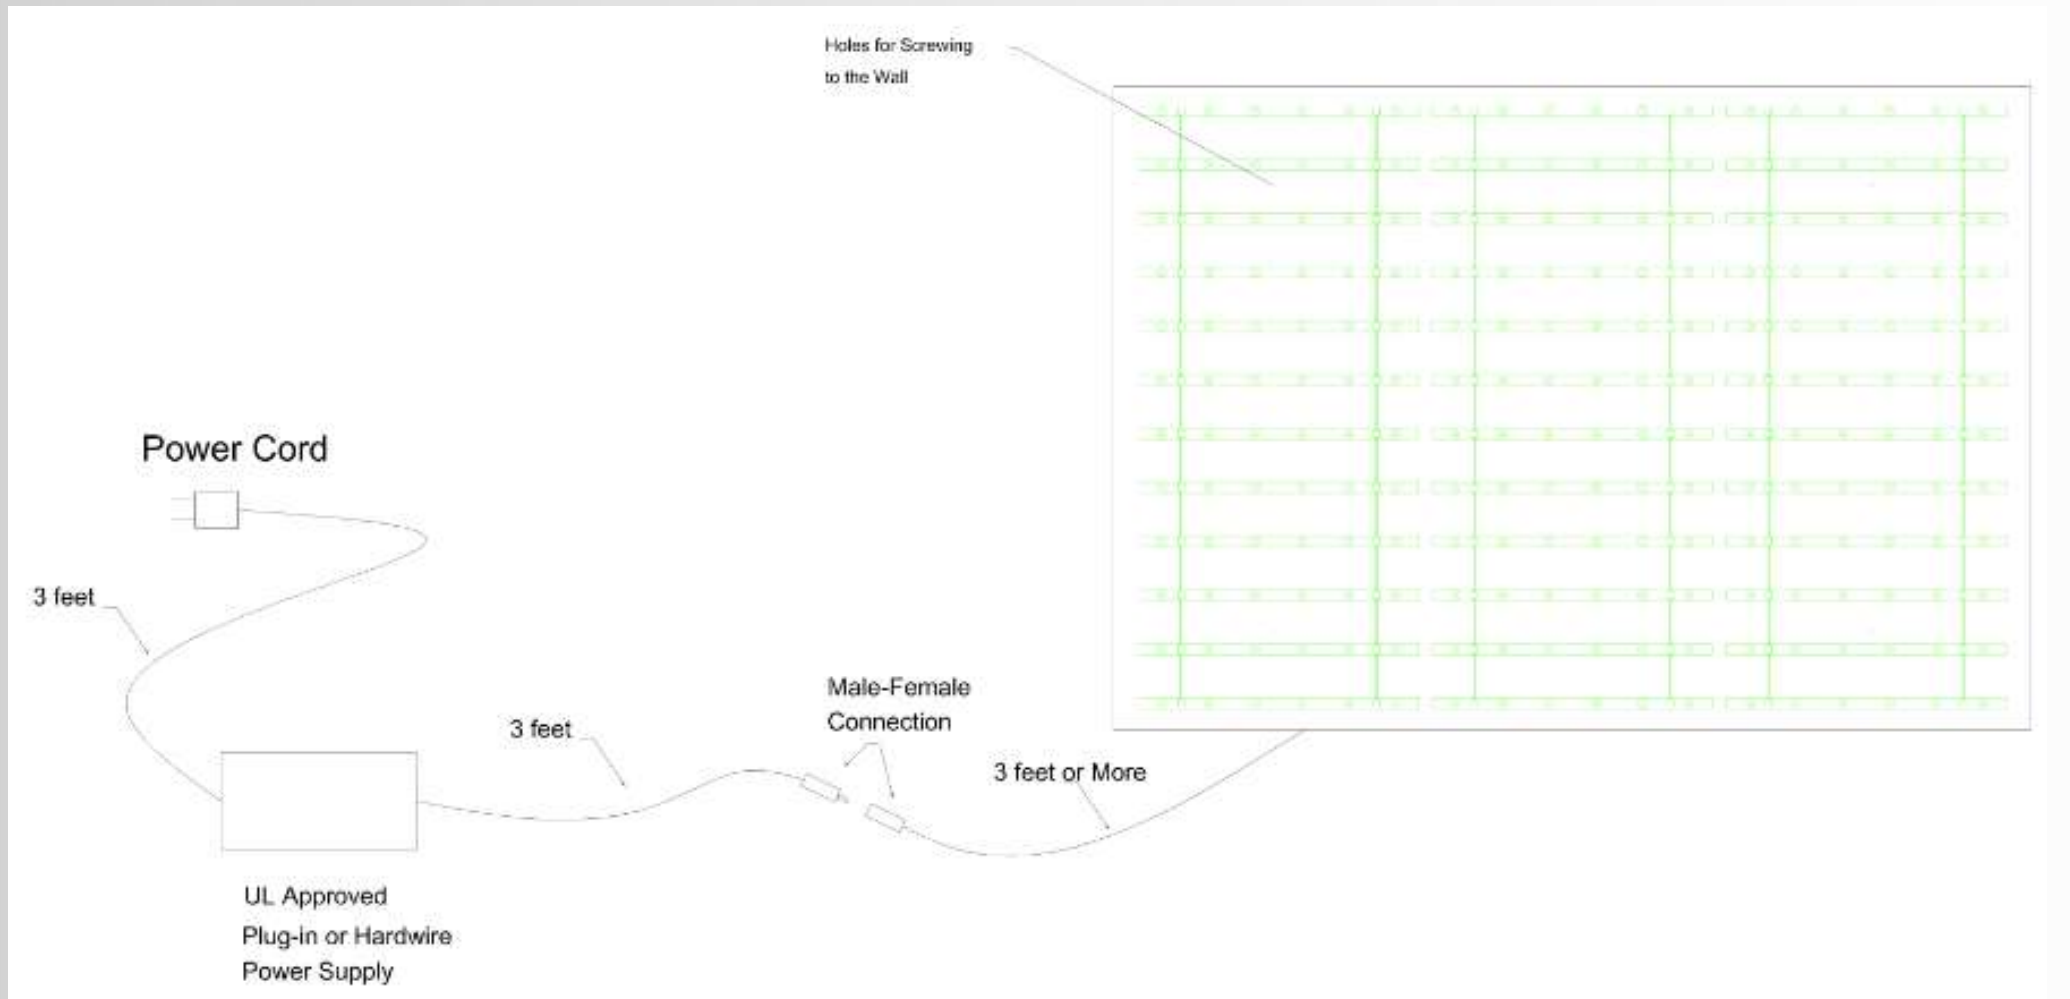 Holes for Screwing
to the Wall
Power Cord
3 feet
3 feet
Male-Female
Connection
3 feet or More
UL Approved
Plug-in or Hardwire
Power Supply